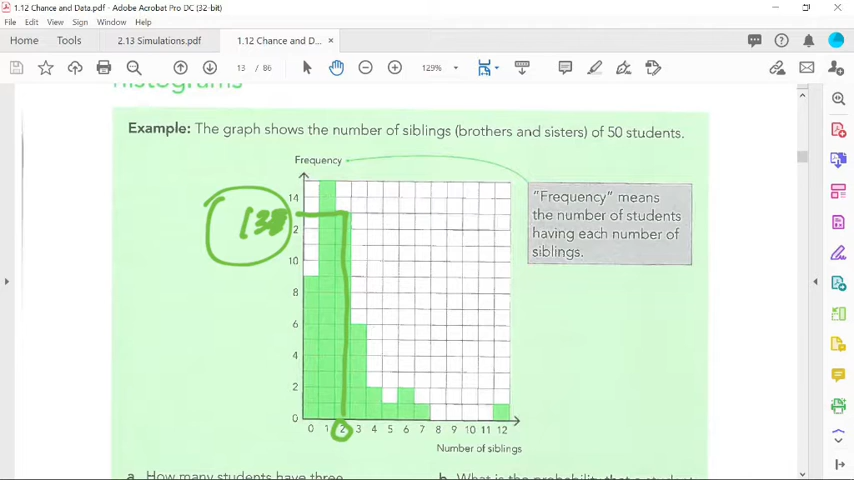 1.12 Chance and Data.pdf - Adobe Acrobat Pro DC (32-bit)
File Edit View Sign Window Help
Home Tools 2.13 Simulations.pdf 1.12 Chance and D... ×
13 / 86 129%
histograms
Example: The graph shows the number of siblings (brothers and sisters) of 50 students.
Frequency
"Frequency" means
the number of students
having each number of
siblings.
14
13
2
10
8
6
4
2
0
0 1 2 3 4 5 6 7 8 9 10 11 12
Number of siblings
a. How many students have three
b. What is the probability that a student